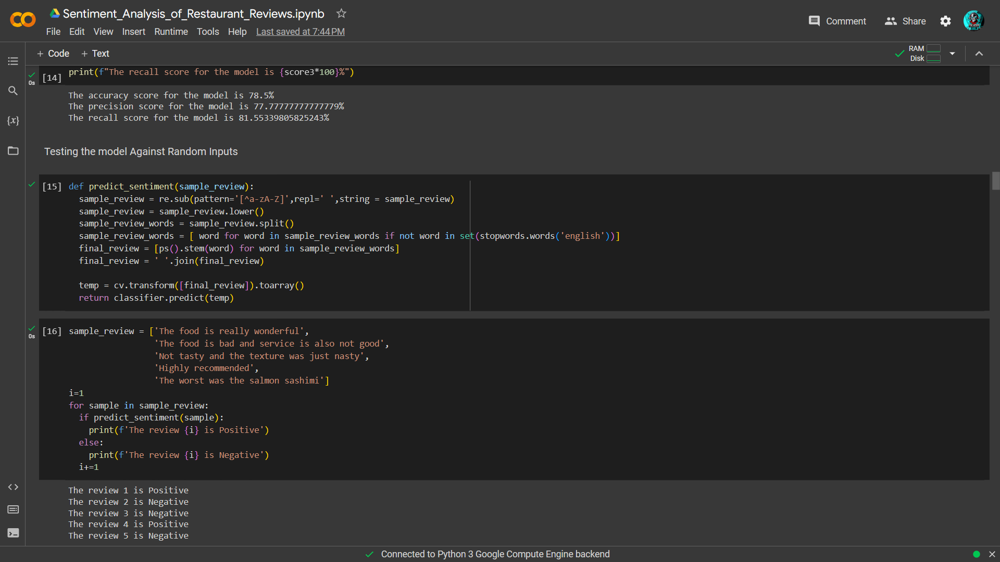 Sentiment_Analysis_of_Restaurant_Reviews.ipynb
File Edit View Insert Runtime Tools Help Last saved at 7:44 PM
Comment Share
+ Code + Text
RAM
Disk
0s
[14]
print(f"The recall score for the model is {score3*100}%")
The accuracy score for the model is 78.5%
The precision score for the model is 77.77777777777779%
The recall score for the model is 81.55339805825243%
Testing the model Against Random Inputs
[15] def predict_sentiment(sample_review):
  sample_review = re.sub(pattern='[^a-zA-Z]',repl=' ',string = sample_review)
  sample_review = sample_review.lower()
  sample_review_words = sample_review.split()
  sample_review_words = [ word for word in sample_review_words if not word in set(stopwords.words('english'))]
  final_review = [ps().stem(word) for word in sample_review_words]
  final_review = ' '.join(final_review)
  temp = cv.transform([final_review]).toarray()
  return classifier.predict(temp)
0s
[16] sample_review = ['The food is really wonderful',
'The food is bad and service is also not good',
'Not tasty and the texture was just nasty',
'Highly recommended',
'The worst was the salmon sashimi']
i=1
for sample in sample_review:
  if predict_sentiment(sample):
    print(f'The review {i} is Positive')
  else:
    print(f'The review {i} is Negative')
  i+=1
The review 1 is Positive
The review 2 is Negative
The review 3 is Negative
The review 4 is Positive
The review 5 is Negative
Connected to Python 3 Google Compute Engine backend